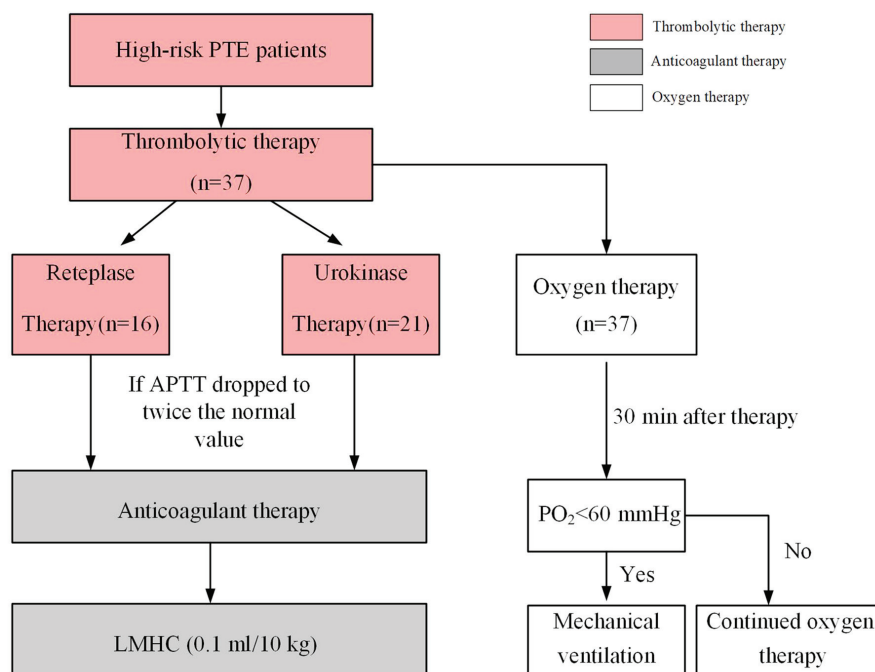 High-risk PTE patients
Thrombolytic therapy
Anticoagulant therapy
Oxygen therapy
Thrombolytic therapy
(n=37)
Reteplase
Therapy(n=16)
Urokinase
Therapy(n=21)
Oxygen therapy
(n=37)
If APTT dropped to
twice the normal
value
30 min after therapy
Anticoagulant therapy
PO₂<60 mmHg
No
Yes
LMHC (0.1 ml/10 kg)
Mechanical
ventilation
Continued oxygen
therapy